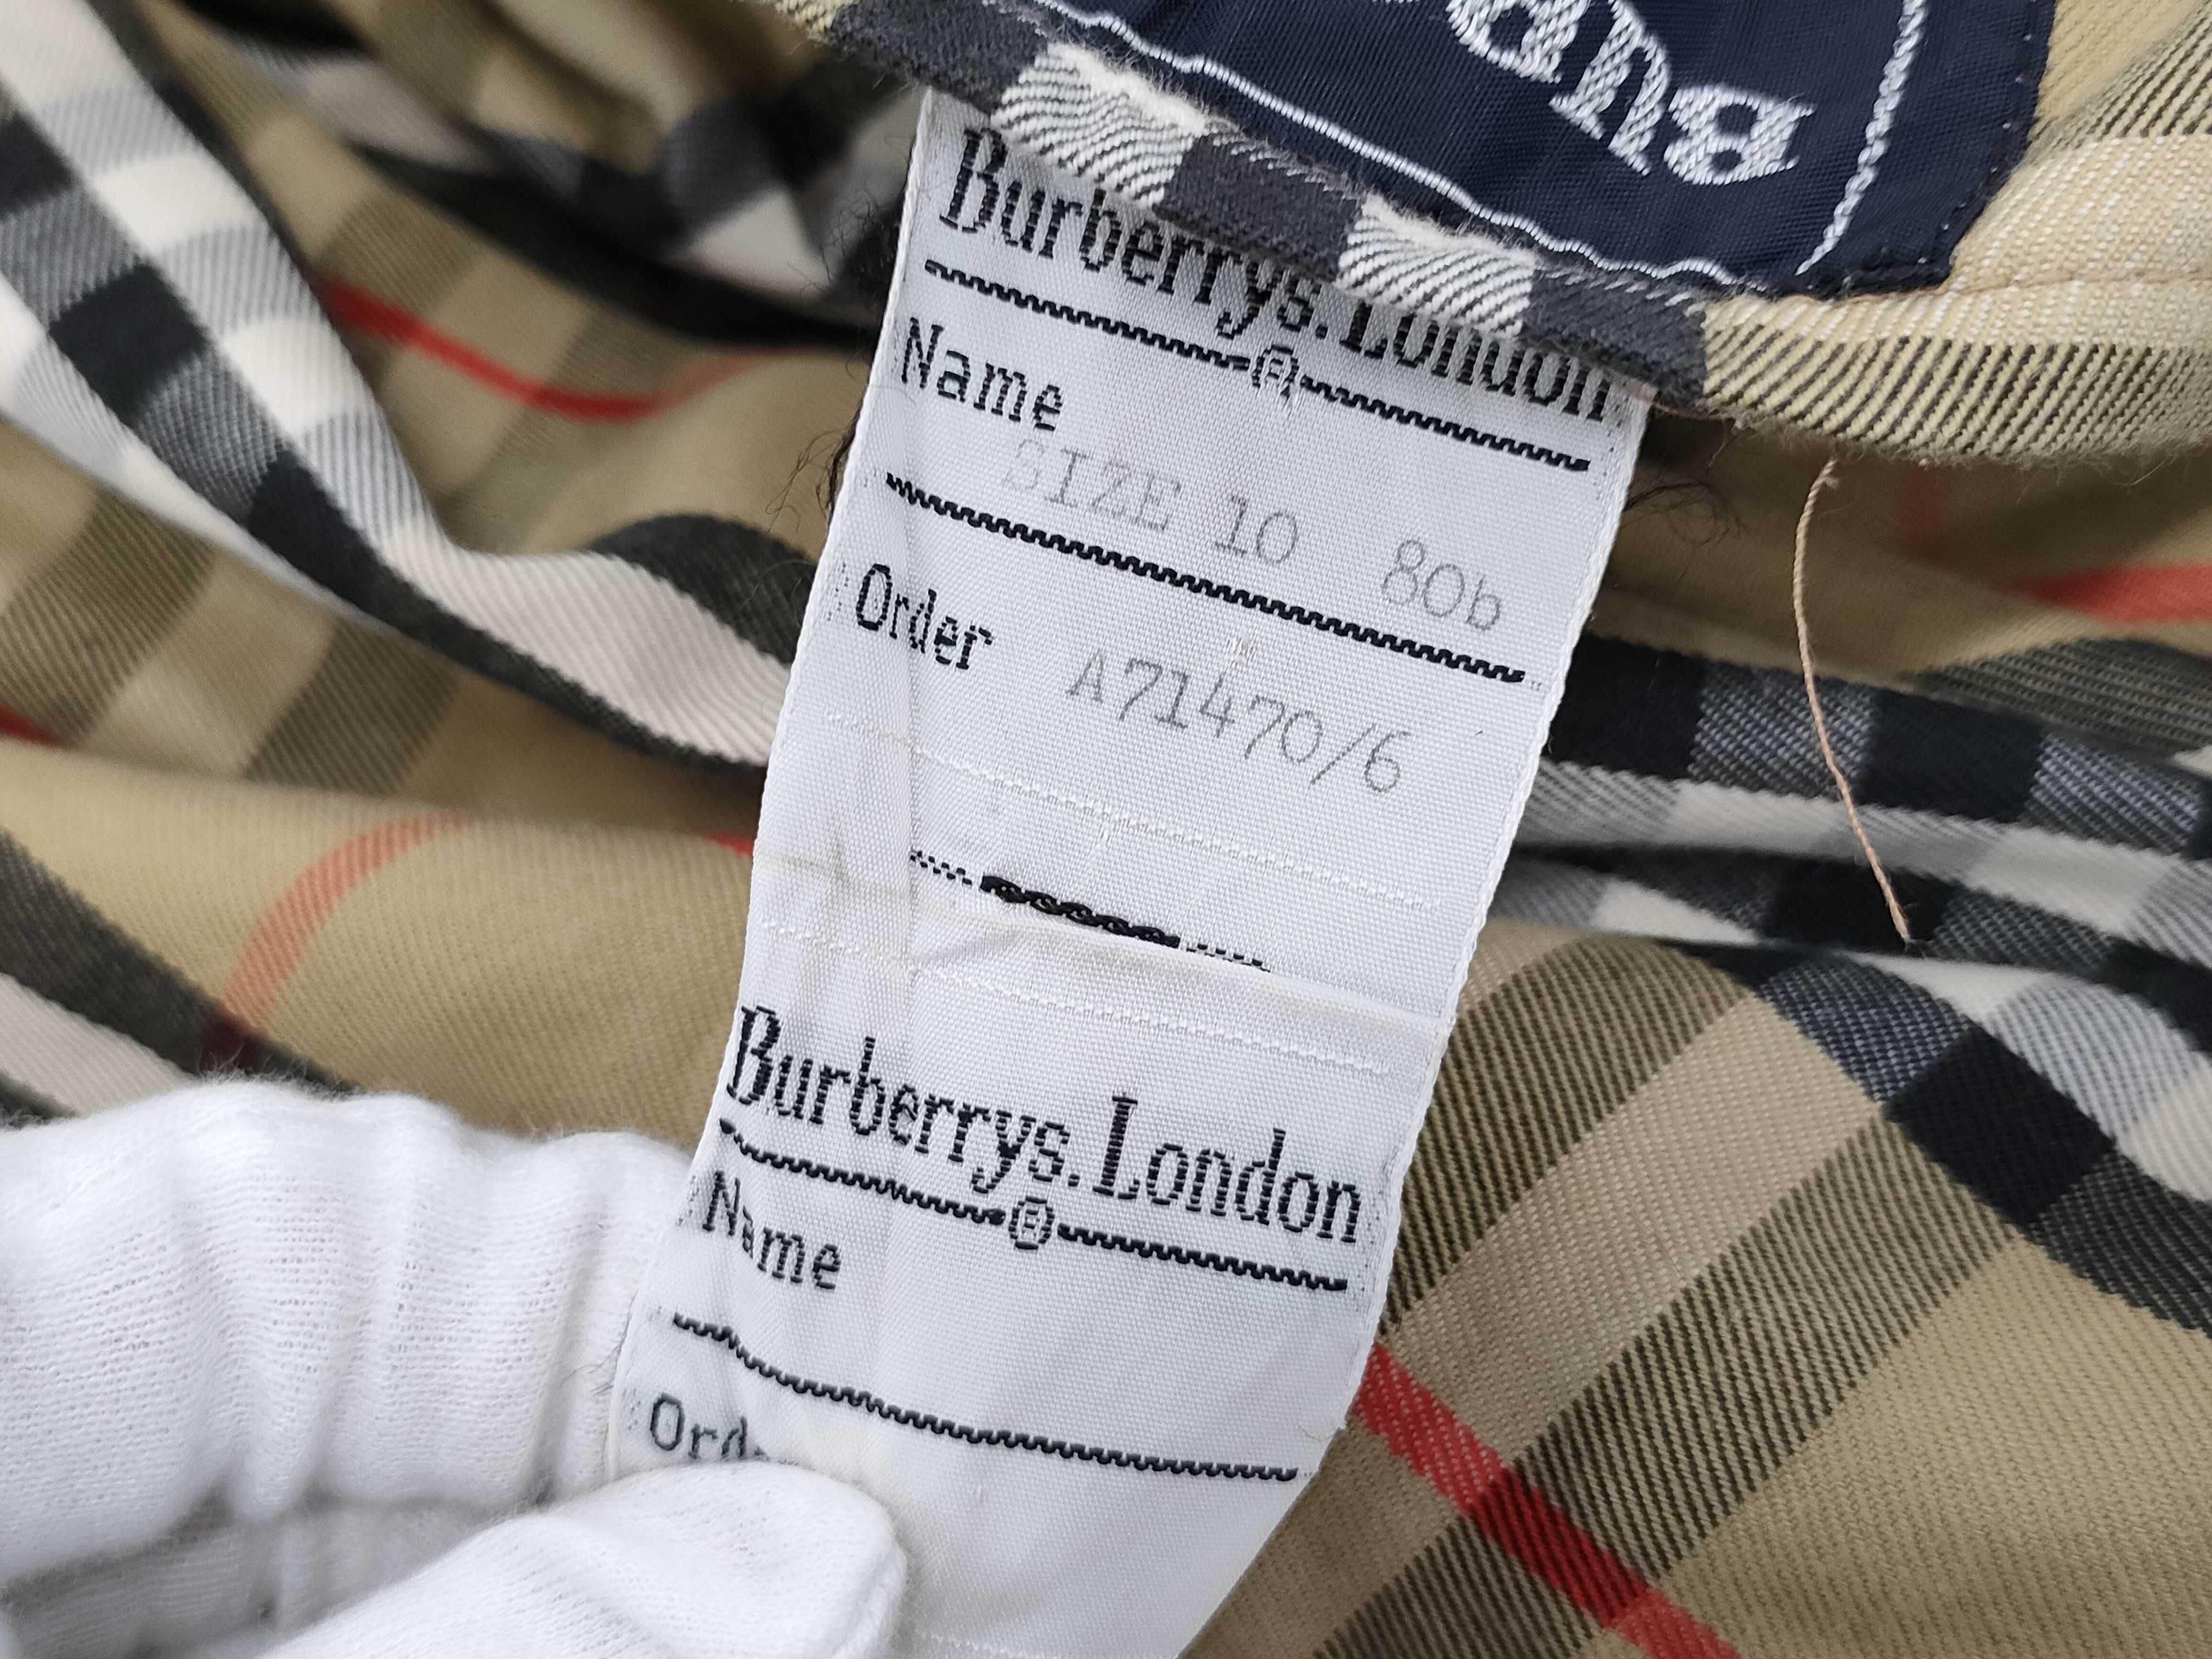 Burberrys.London
®
Name
SIZE 10 80b
Order
A71470/6
Burberrys.London
®
Name